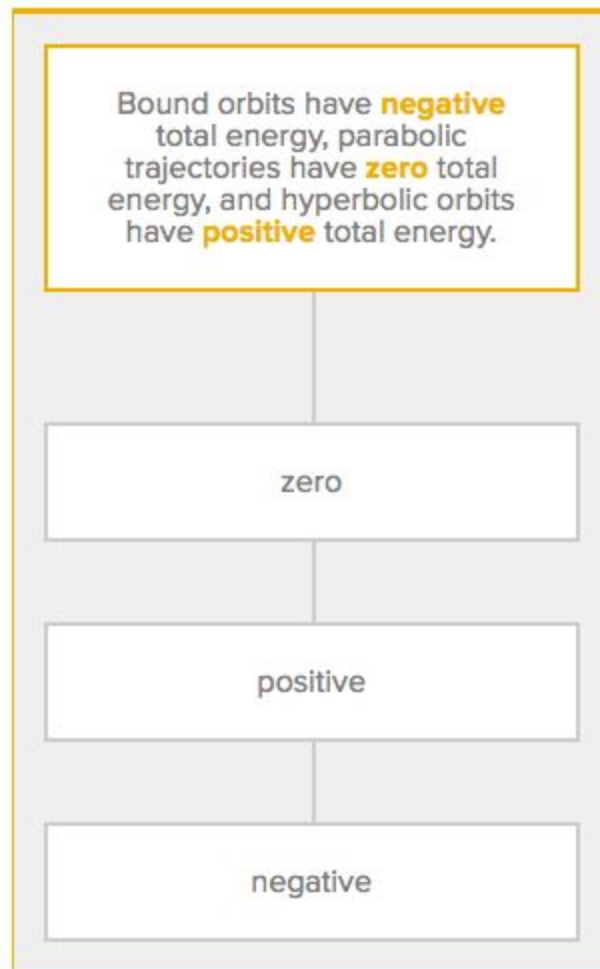 Bound orbits have negative
total energy, parabolic
trajectories have zero total
energy, and hyperbolic orbits
have positive total energy.
zero
positive
negative